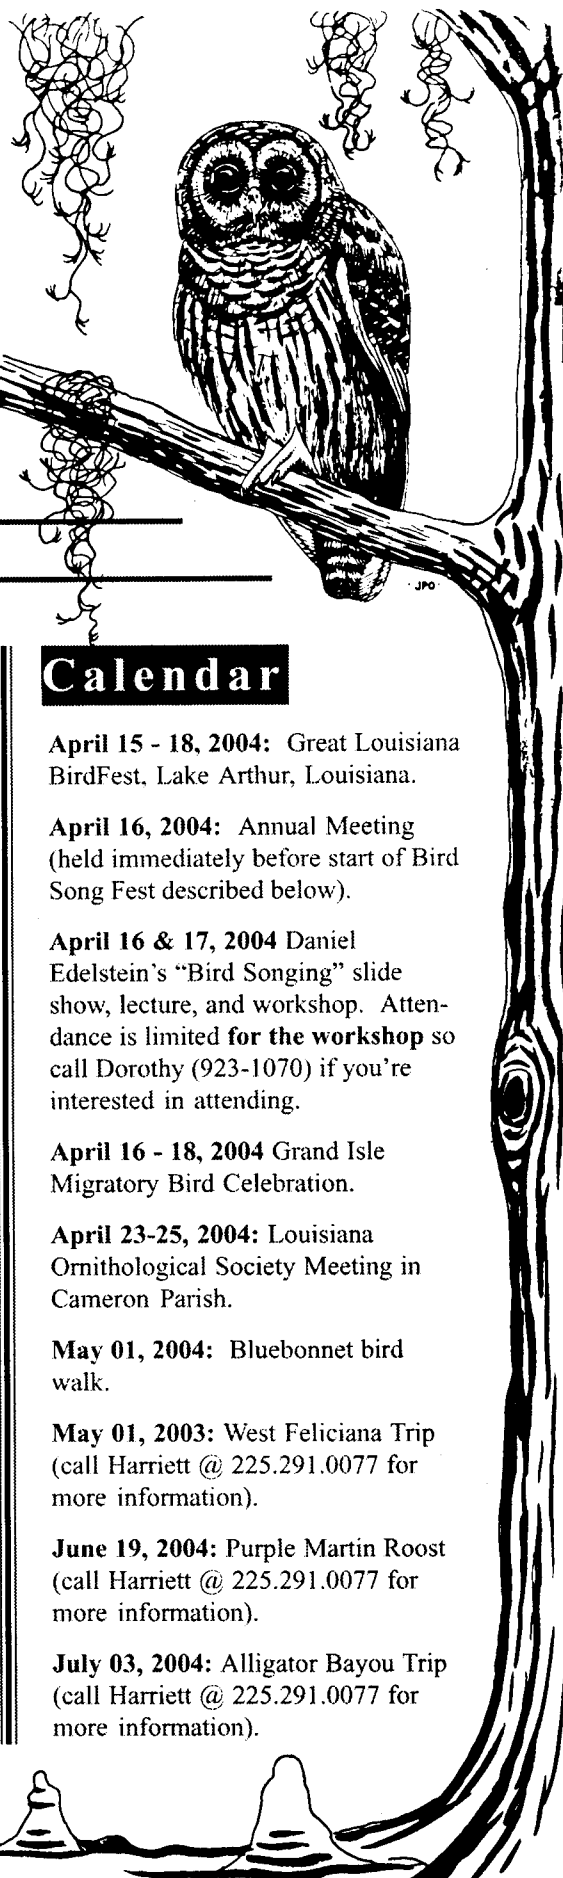 JPO
Calendar
April 15 - 18, 2004: Great Louisiana
BirdFest, Lake Arthur, Louisiana.
April 16, 2004: Annual Meeting
(held immediately before start of Bird
Song Fest described below).
April 16 & 17, 2004 Daniel
Edelstein's “Bird Songing” slide
show, lecture, and workshop. Atten-
dance is limited for the workshop so
call Dorothy (923-1070) if you're
interested in attending.
April 16 - 18, 2004 Grand Isle
Migratory Bird Celebration.
April 23-25, 2004: Louisiana
Ornithological Society Meeting in
Cameron Parish.
May 01, 2004: Bluebonnet bird
walk.
May 01, 2003: West Feliciana Trip
(call Harriett @ 225.291.0077 for
more information).
June 19, 2004: Purple Martin Roost
(call Harriett @ 225.291.0077 for
more information).
July 03, 2004: Alligator Bayou Trip
(call Harriett @ 225.291.0077 for
more information).